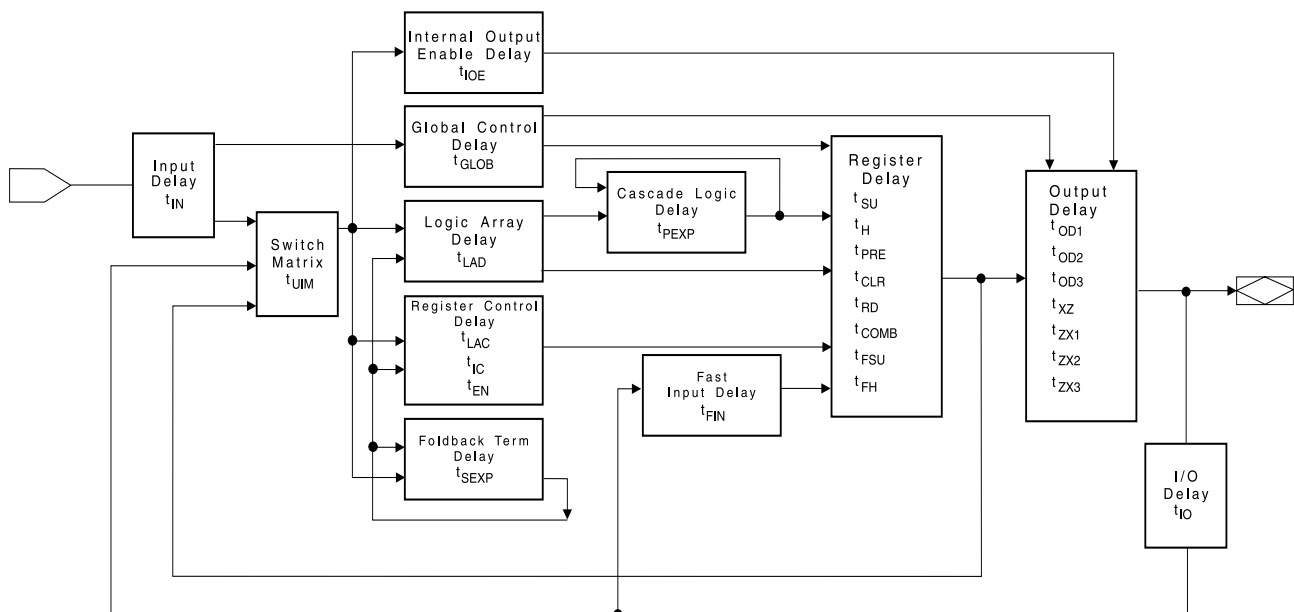 Internal Output
Enable Delay
tIOE
Global Control
Delay
tGLOB
Input
Delay
tIN
Switch
Matrix
tUIM
Logic Array
Delay
tLAD
Cascade Logic
Delay
tPEXP
Register Control
Delay
tLAC
tIC
tEN
Foldback Term
Delay
tSEXP
Fast
Input Delay
tFIN
Register
Delay
tSU
tH
tPRE
tCLR
tRD
tCOMB
tFSU
tFH
Output
Delay
tOD1
tOD2
tOD3
tXZ
tZX1
tZX2
tZX3
I/O
Delay
tIO